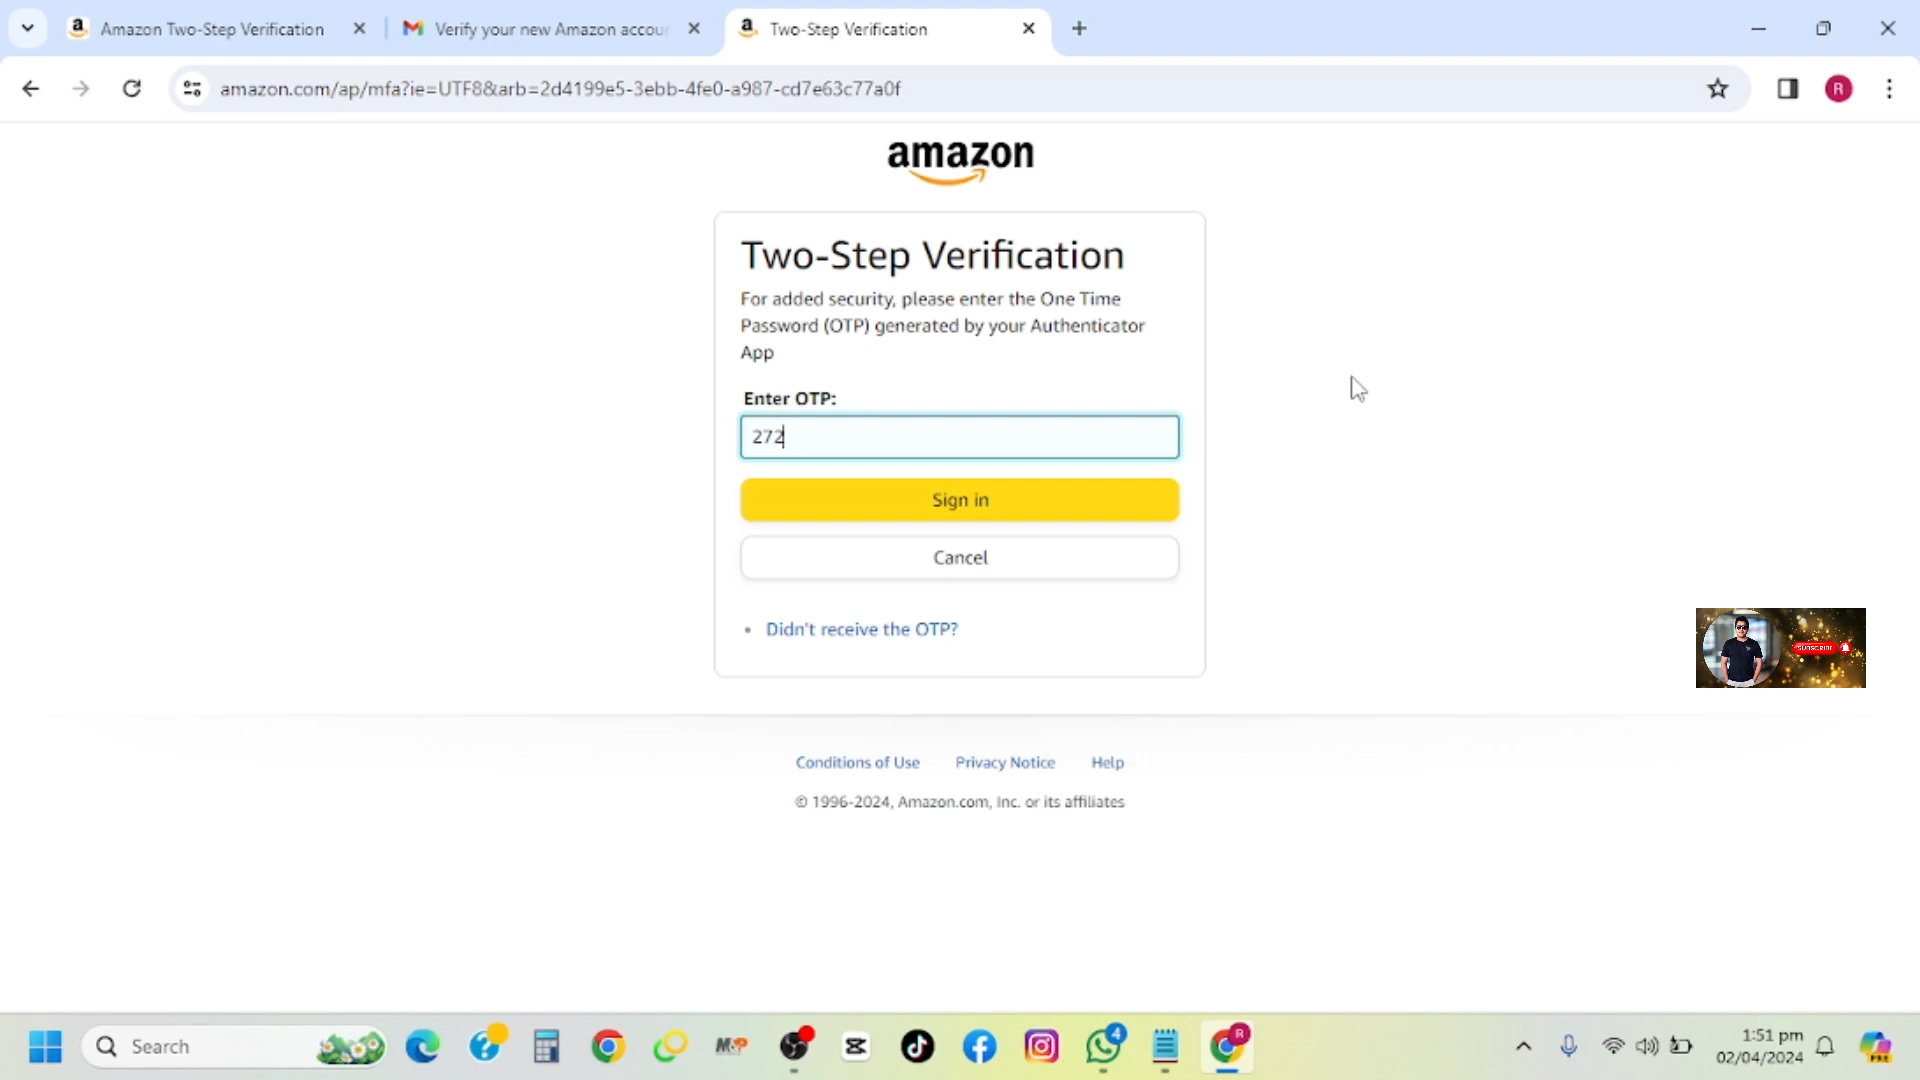 Amazon Two-Step Verification
Verify your new Amazon accou
Two-Step Verification
amazon.com/ap/mfa?ie=UTF8&arb=2d4199e5-3ebb-4fe0-a987-cd7e63c77a0f
R
amazon
Two-Step Verification
For added security, please enter the One Time
Password (OTP) generated by your Authenticator
App
Enter OTP:
272
Sign in
Cancel
• Didn't receive the OTP?
SUBSCRIBE
Conditions of Use Privacy Notice Help
© 1996-2024, Amazon.com, Inc. or its affiliates
Search
4
R
1:51 pm
02/04/2024
PRE